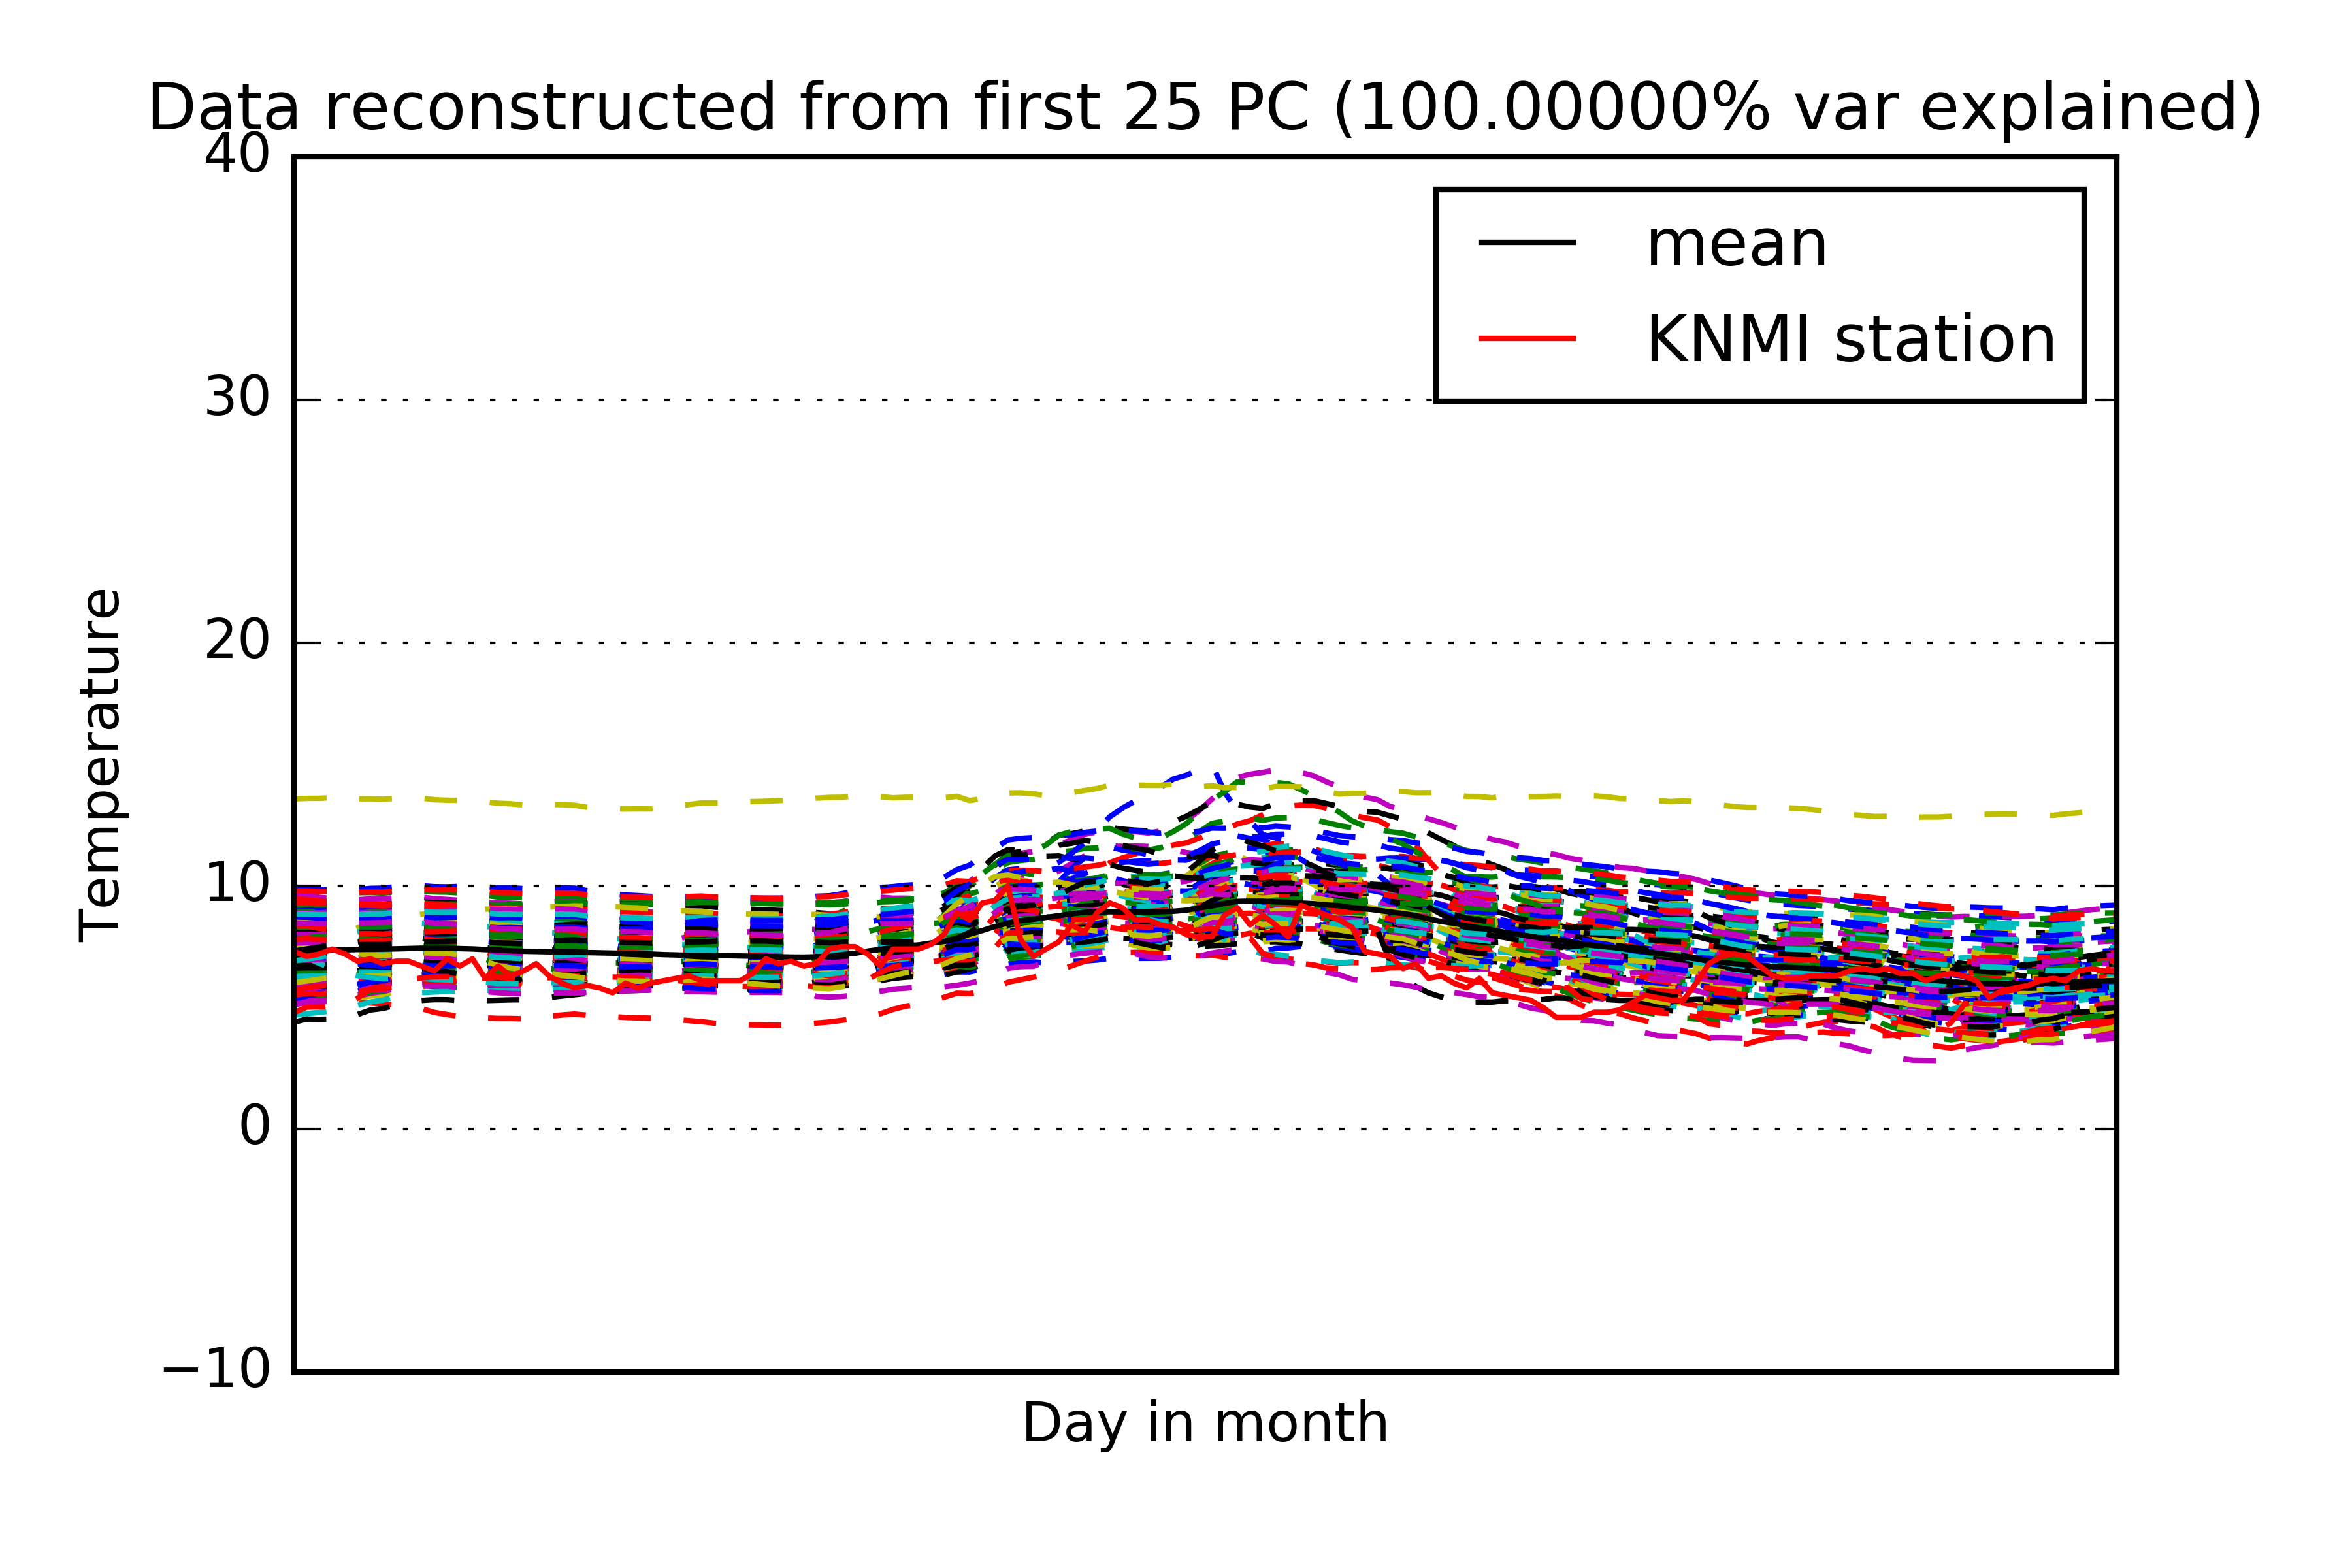 Data reconstructed from first 25 PC (100.00000% var explained)
40
mean
KNMI station
30
20
Temperature
10
0
−10
Day in month